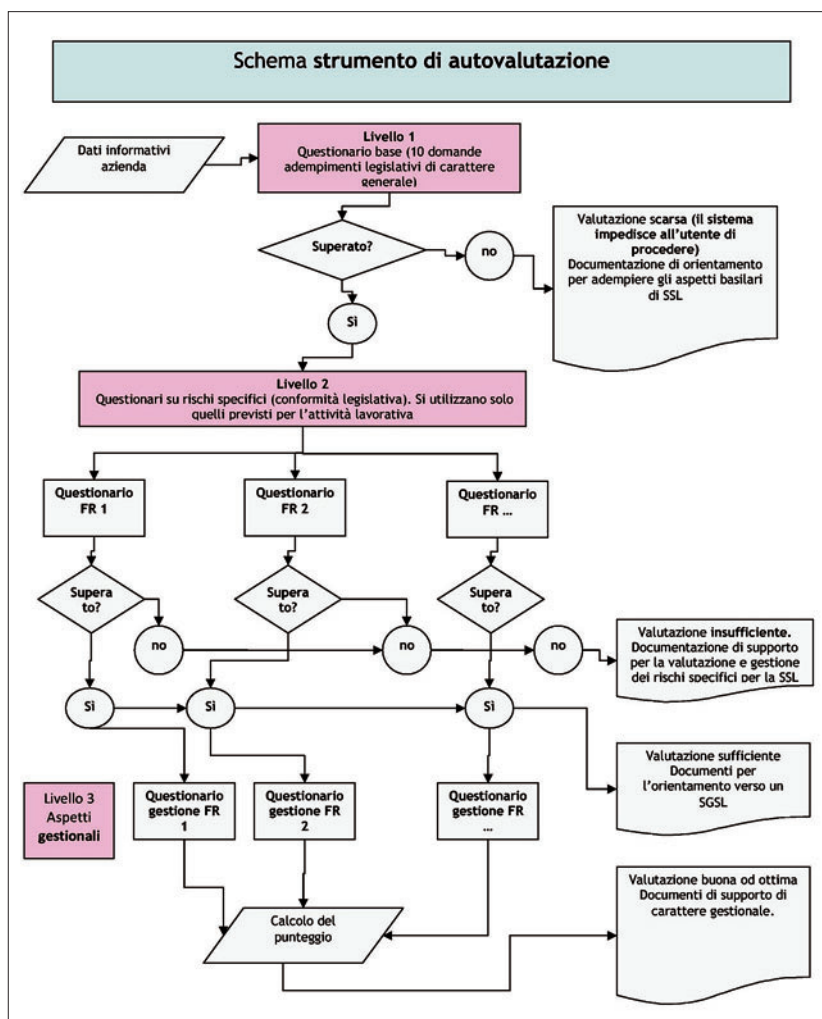 Schema strumento di autovalutazione
Dati informativi
azienda
Livello 1
Questionario base (10 domande
adempimenti legislativi di carattere
generale)
Superato?
no
Valutazione scarsa (il sistema
impedisce all'utente di
procedere)
Documentazione di orientamento
per adempiere gli aspetti basilari
di SSL
Sì
Livello 2
Questionari su rischi specifici (conformità legislativa). Si utilizzano solo
quelli previsti per l'attività lavorativa
Questionario
FR 1
Questionario
FR 2
Questionario
FR ...
Supera
to?
Supera
to?
Supera
to?
no
no
no
Valutazione insufficiente.
Documentazione di supporto
per la valutazione e gestione
dei rischi specifici per la SSL
Sì
Sì
Sì
Valutazione sufficiente
Documenti per
l'orientamento verso un
SGSL
Livello 3
Aspetti
gestionali
Questionario
gestione FR
1
Questionario
gestione FR
2
Questionario
gestione FR
...
Valutazione buona od ottima
Documenti di supporto di
carattere gestionale.
Calcolo del
punteggio